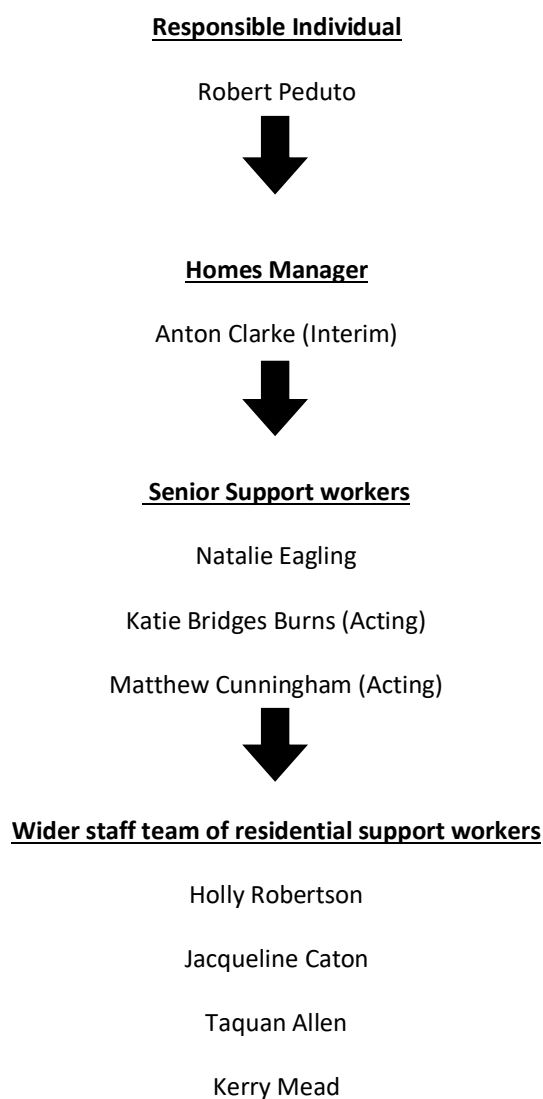 Responsible Individual
Robert Peduto
Homes Manager
Anton Clarke (Interim)
Senior Support workers
Natalie Eagling
Katie Bridges Burns (Acting)
Matthew Cunningham (Acting)
Wider staff team of residential support workers
Holly Robertson
Jacqueline Caton
Taquan Allen
Kerry Mead